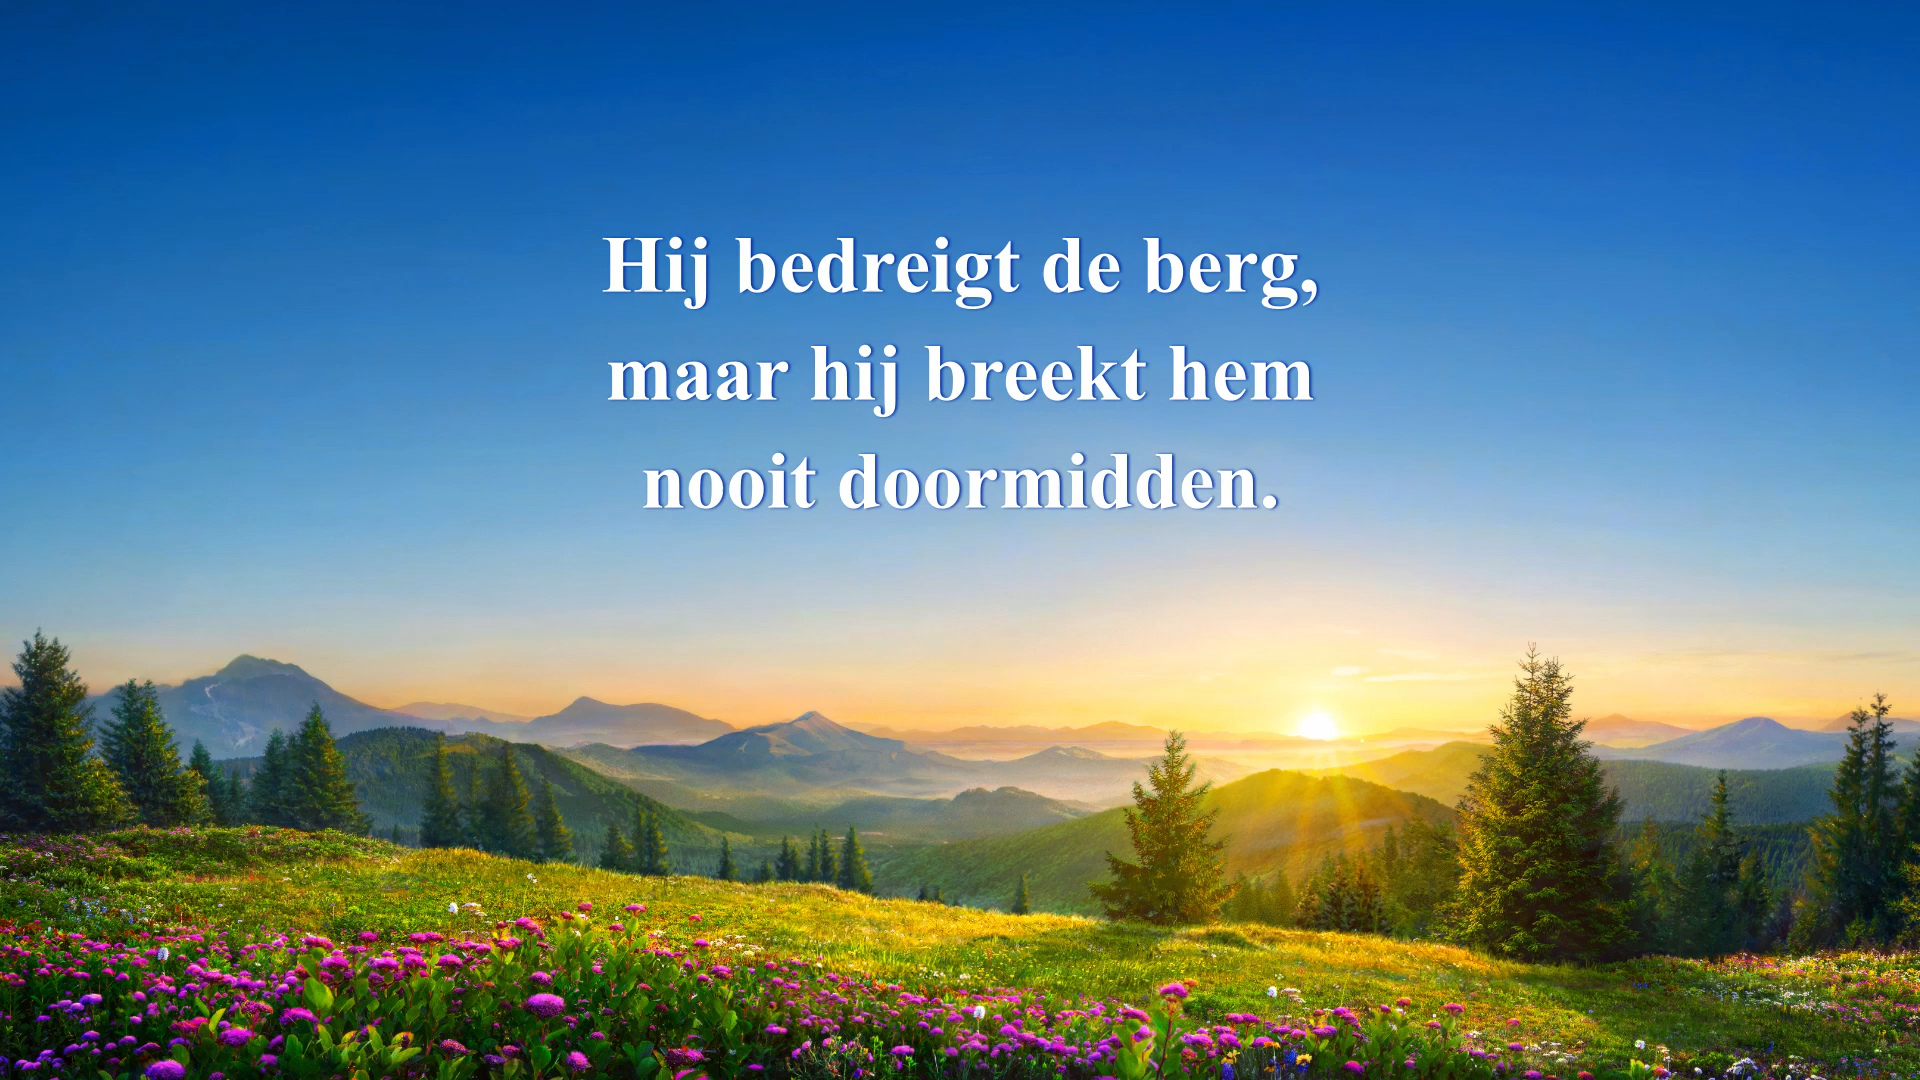 Hij bedreigt de berg,
maar hij breekt hem
nooit doormidden.